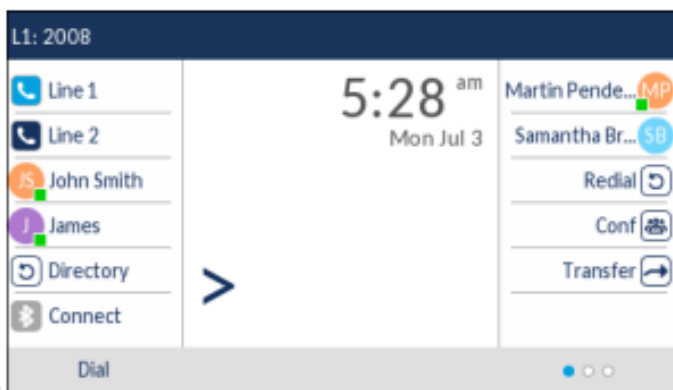 L1: 2008
Line 1
Line 2
JS John Smith
J James
Directory
Connect
5:28 am
Mon Jul 3
>
Martin Pende... MP
Samantha Br... SB
Redial
Conf
Transfer
Dial